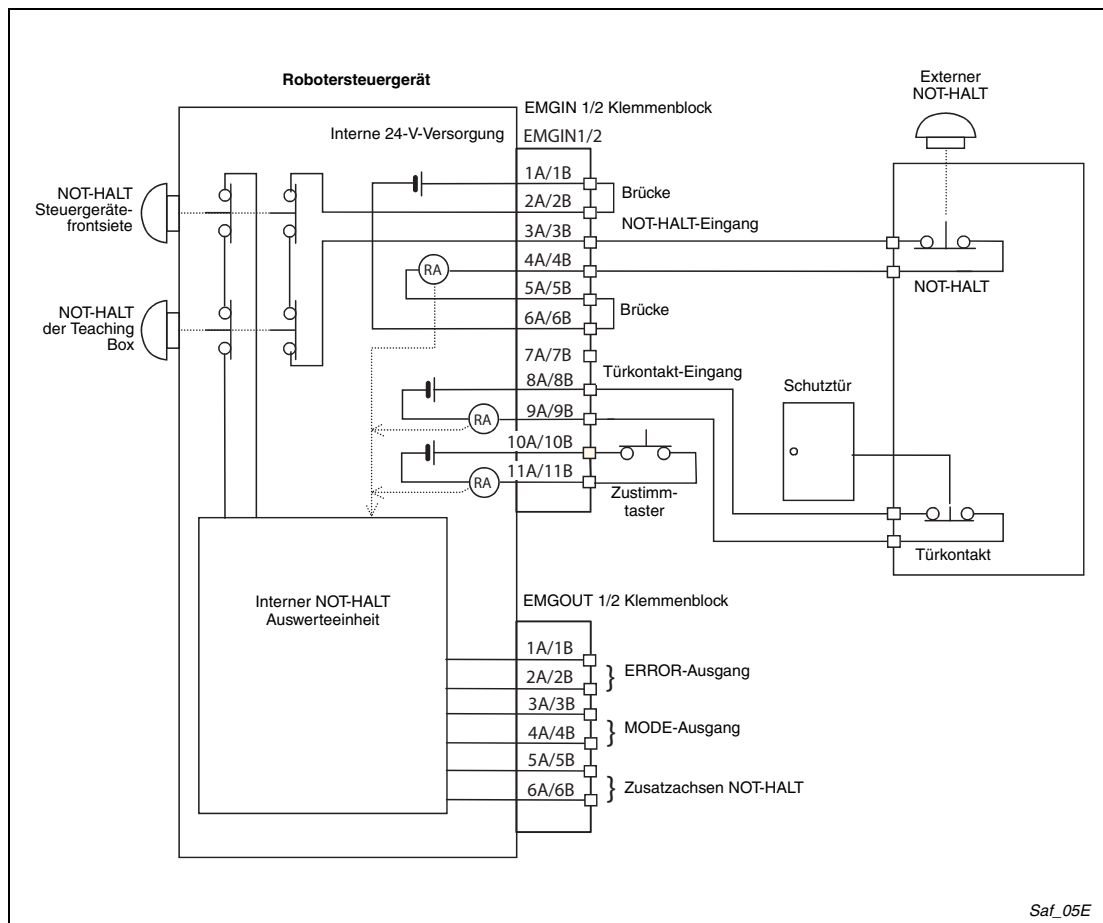 Robotersteuergerät
Externer
NOT-HALT
EMGIN 1/2 Klemmenblock
Interne 24-V-Versorgung
EMGIN1/2
NOT-HALT
Steuergeräte-
frontsiete
1A/1B
2A/2B
Brücke
3A/3B
NOT-HALT-Eingang
4A/4B
RA
NOT-HALT
5A/5B
6A/6B
Brücke
NOT-HALT
der Teaching
Box
7A/7B
8A/8B
Türkontakt-Eingang
Schutztür
9A/9B
RA
10A/10B
11A/11B
RA
Zustimm-
taster
Türkontakt
Interner NOT-HALT
Auswerteeinheit
EMGOUT 1/2 Klemmenblock
1A/1B
2A/2B
} ERROR-Ausgang
3A/3B
4A/4B
} MODE-Ausgang
5A/5B
6A/6B
} Zusatzachsen NOT-HALT
Saf_05E